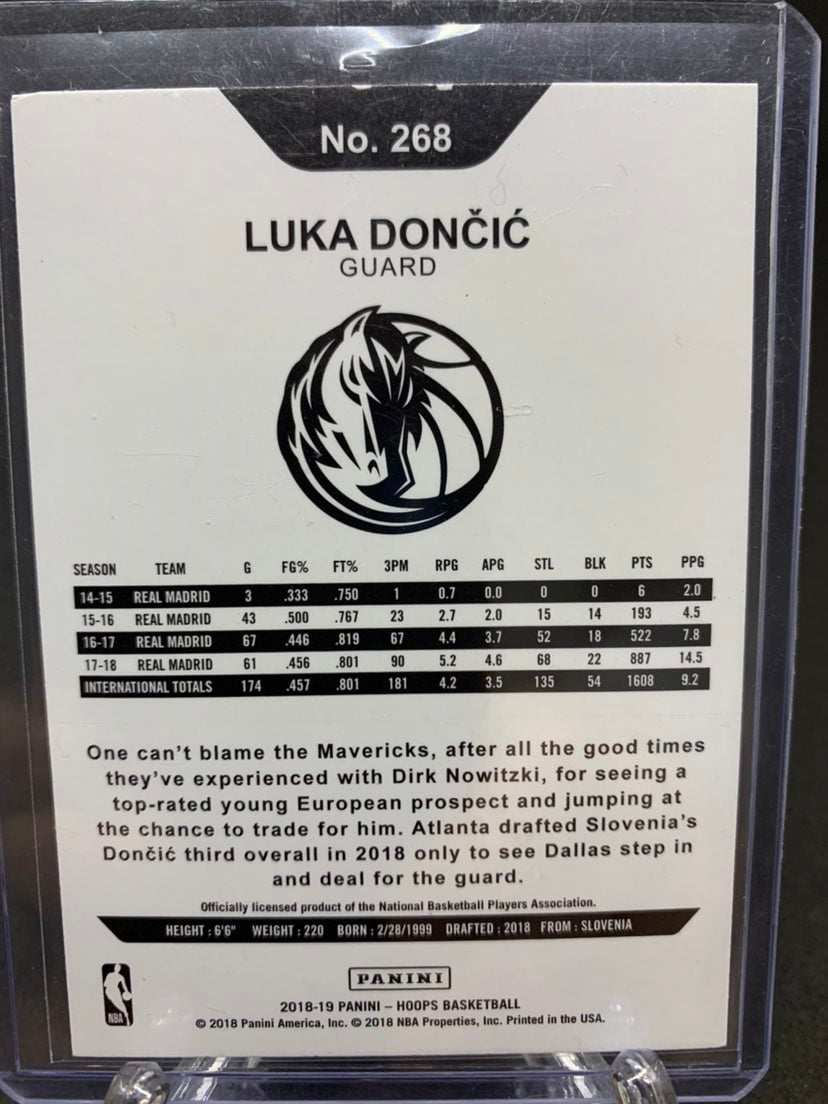 No. 268
LUKA DONČIĆ
GUARD
SEASON TEAM G FG% FT% 3PM RPG APG STL BLK PTS PPG
14-15 REAL MADRID 3 .333 .750 1 0.7 0.0 0 0 6 2.0
15-16 REAL MADRID 43 .500 .767 23 2.7 2.0 15 14 193 4.5
16-17 REAL MADRID 67 .446 .819 67 4.4 3.7 52 18 522 7.8
17-18 REAL MADRID 61 .456 .801 90 5.2 4.6 68 22 887 14.5
INTERNATIONAL TOTALS 174 .457 .801 181 4.2 3.5 135 54 1608 9.2
One can't blame the Mavericks, after all the good times
they've experienced with Dirk Nowitzki, for seeing a
top-rated young European prospect and jumping at
the chance to trade for him. Atlanta drafted Slovenia's
Dončić third overall in 2018 only to see Dallas step in
and deal for the guard.
Officially licensed product of the National Basketball Players Association.
HEIGHT : 6'6" WEIGHT : 220 BORN : 2/28/1999 DRAFTED : 2018 FROM : SLOVENIA
NBA
PANINI
2018-19 PANINI – HOOPS BASKETBALL
© 2018 Panini America, Inc. © 2018 NBA Properties, Inc. Printed in the USA.